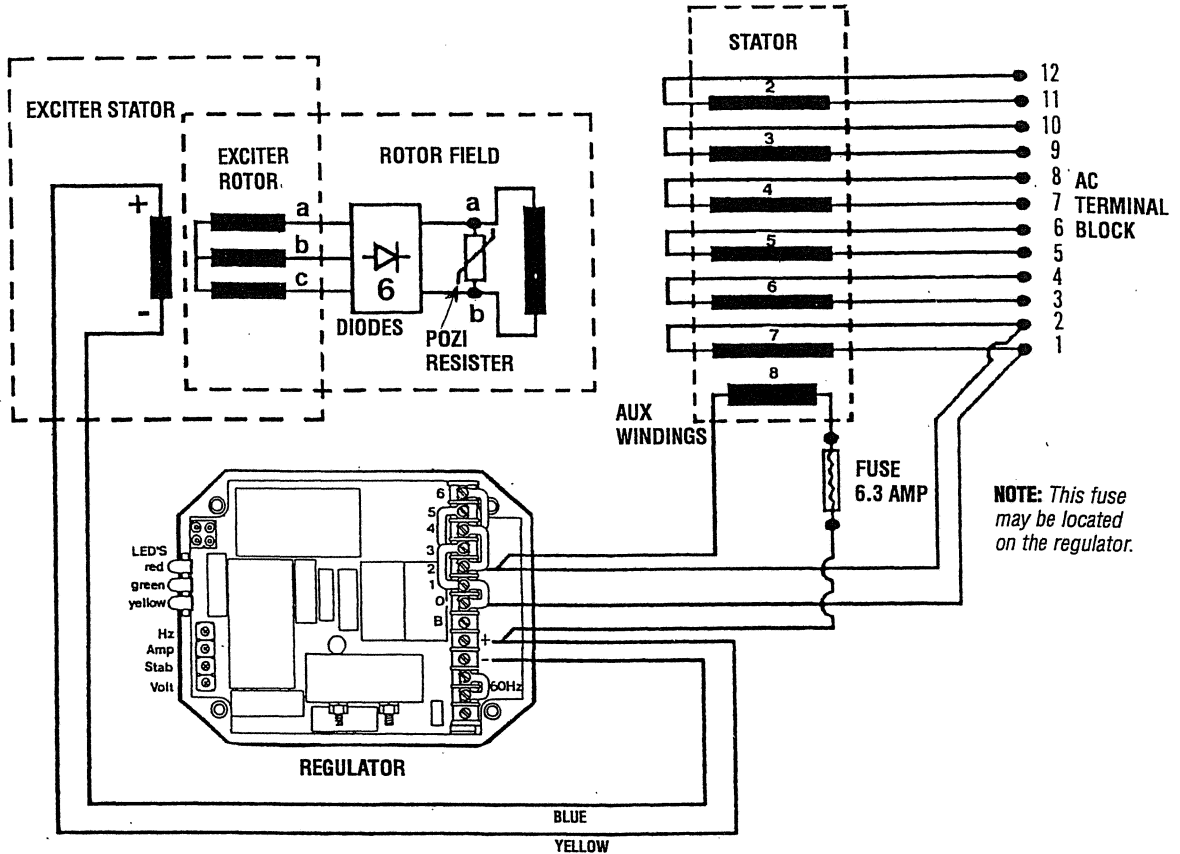 STATOR
EXCITER STATOR
EXCITER
ROTOR
ROTOR FIELD
+
-
a
b
c
6
DIODES
a
b
POZI
RESISTER
2
3
4
5
6
7
8
12
11
10
9
8
7
6
5
4
3
2
1
AC
TERMINAL
BLOCK
AUX
WINDINGS
FUSE
6.3 AMP
NOTE: This fuse
may be located
on the regulator.
LED'S
red
green
yellow
Hz
Amp
Stab
Volt
6
5
4
3
2
1
0
B
+
-
60Hz
REGULATOR
BLUE
YELLOW